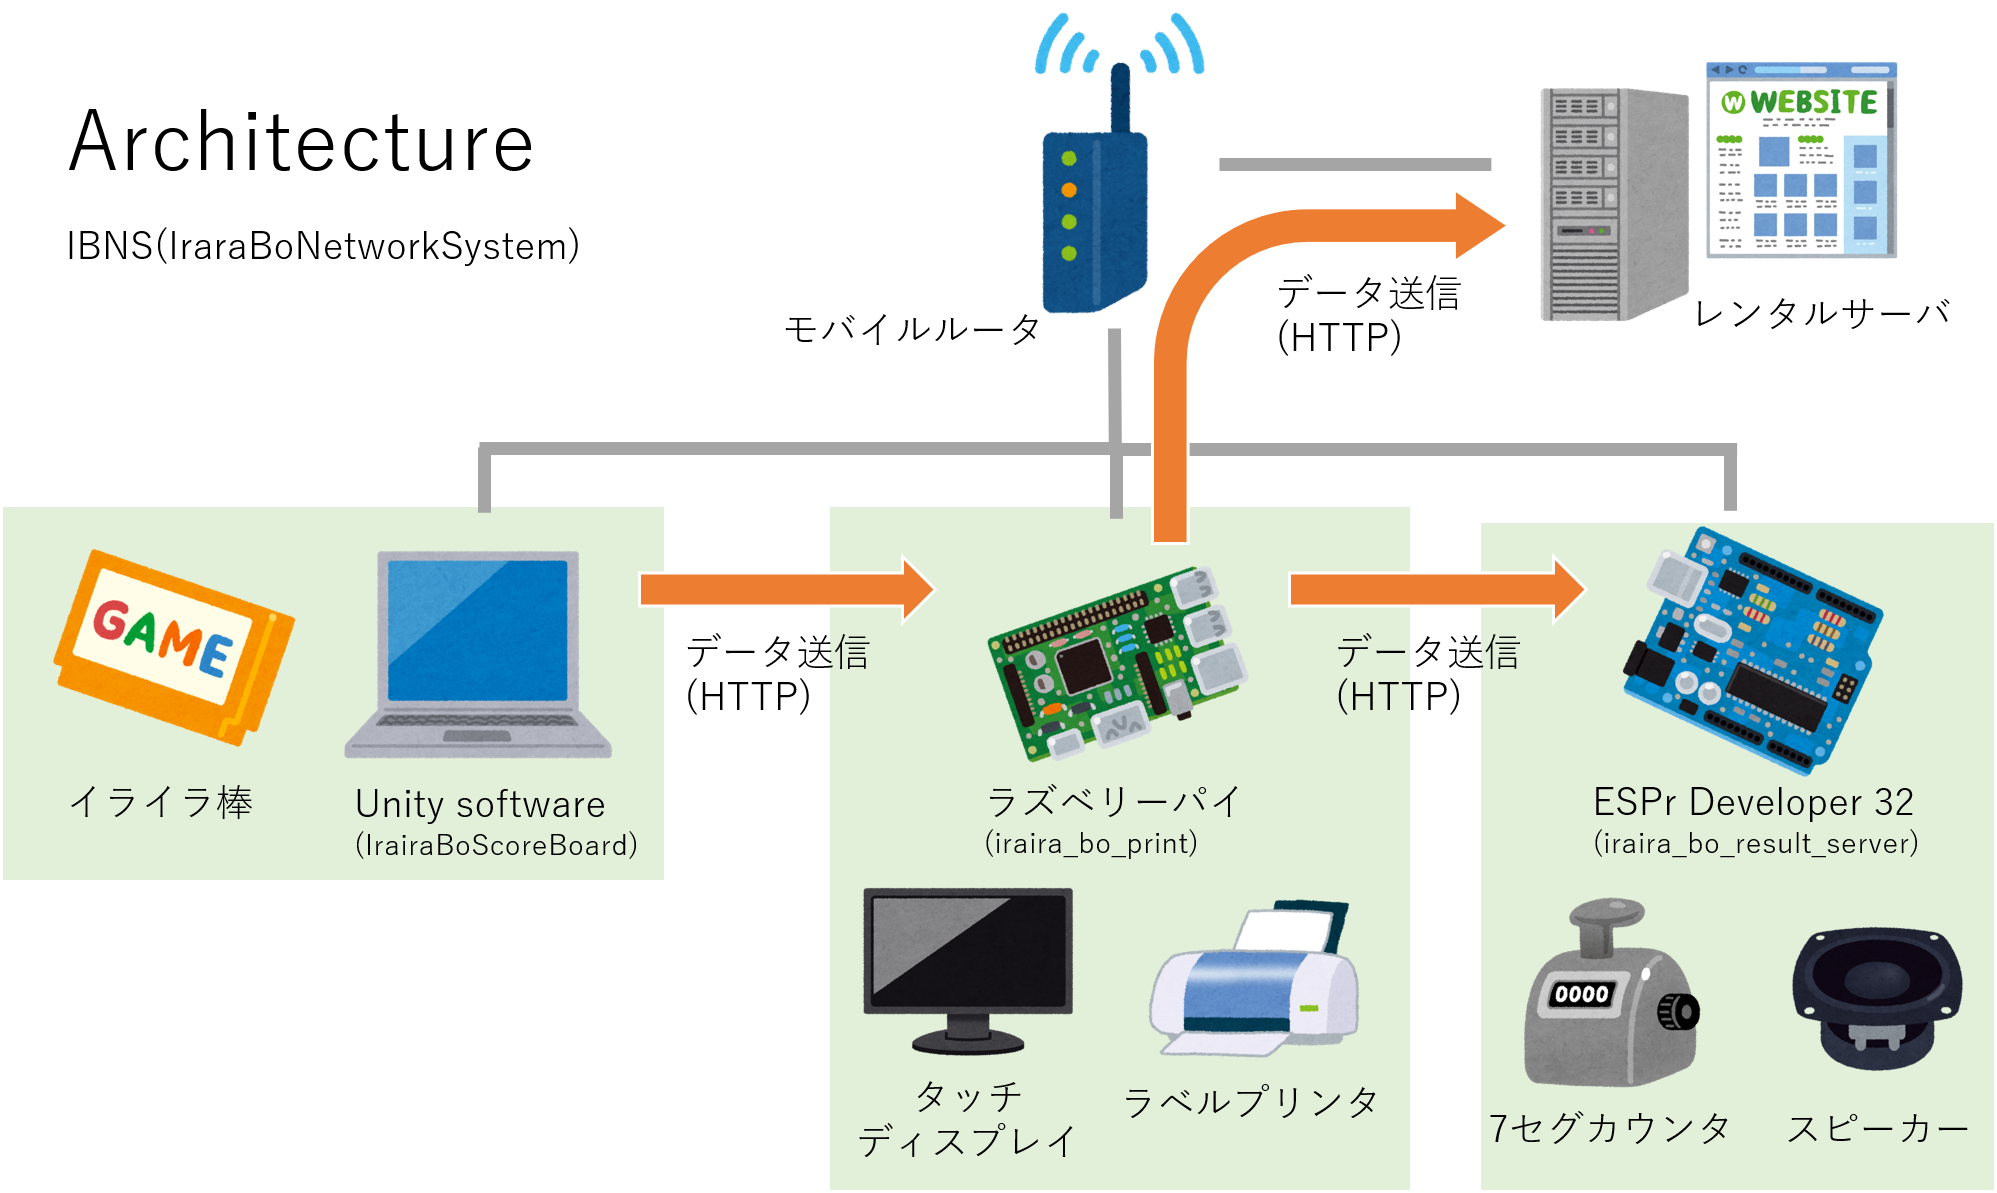 Architecture
IBNS(IraraBoNetworkSystem)
モバイルルータ
WEBSITE
レンタルサーバ
データ送信
(HTTP)
GAME
イライラ棒
Unity software
(IrairaBoScoreBoard)
データ送信
(HTTP)
ラズベリーパイ
(iraira_bo_print)
データ送信
(HTTP)
ESPr Developer 32
(iraira_bo_result_server)
タッチ
ディスプレイ
ラベルプリンタ
0000
7セグカウンタ
スピーカー